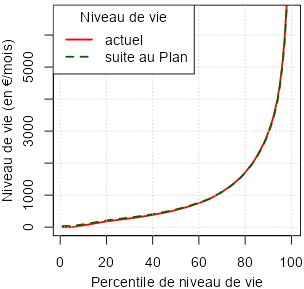 Niveau de vie
actuel
suite au Plan
Niveau de vie (en €/mois)
0 1000 3000 6000
0 20 40 60 80 100
Percentile de niveau de vie